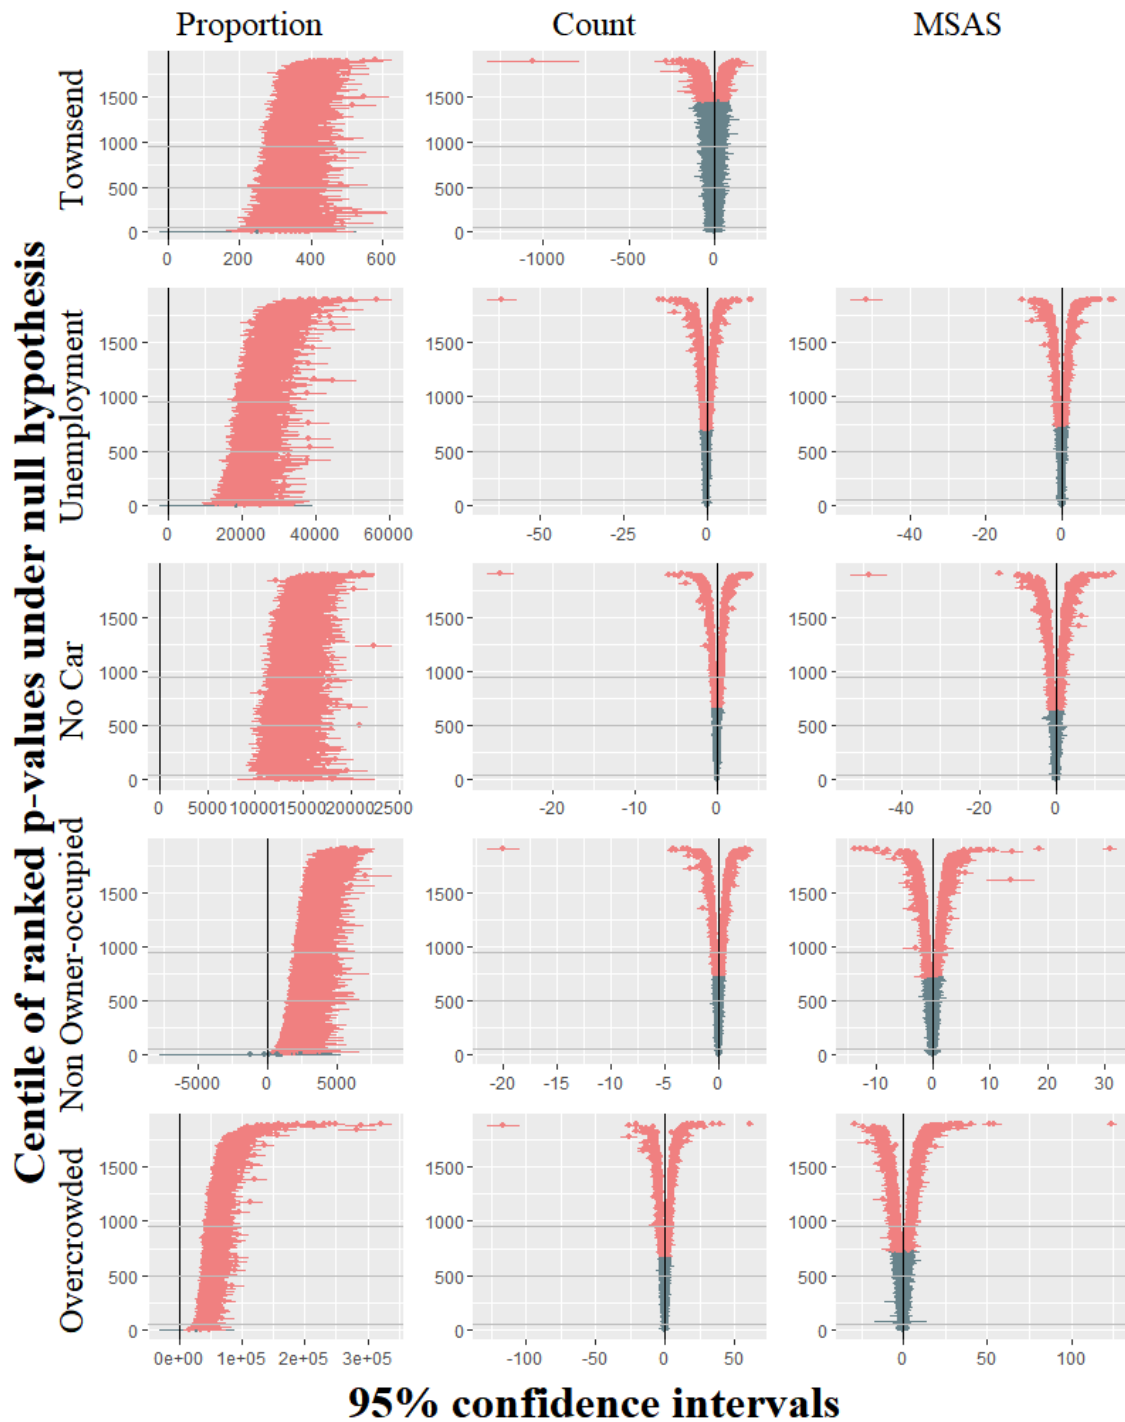 Proportion Count MSAS
Centile of ranked p-values under null hypothesis
Townsend
1500
1000
500
0
0 200 400 600
-1000 -500 0
Unemployment
1500
1000
500
0
0 20000 40000 60000
1500
1000
500
0
-50 -25 0
1500
1000
500
0
-40 -20 0
No Car
1500
1000
500
0
0 5000 10000 15000 20000 2500
1500
1000
500
0
-20 -10 0
1500
1000
500
0
-40 -20 0
Non Owner-occupied
1500
1000
500
0
-5000 0 5000
1500
1000
500
0
-20 -15 -10 -5 0
1500
1000
500
0
-10 0 10 20 30
Overcrowded
1500
1000
500
0
0e+00 1e+05 2e+05 3e+05
1500
1000
500
0
-100 -50 0 50
1500
1000
500
0
0 50 100
95% confidence intervals